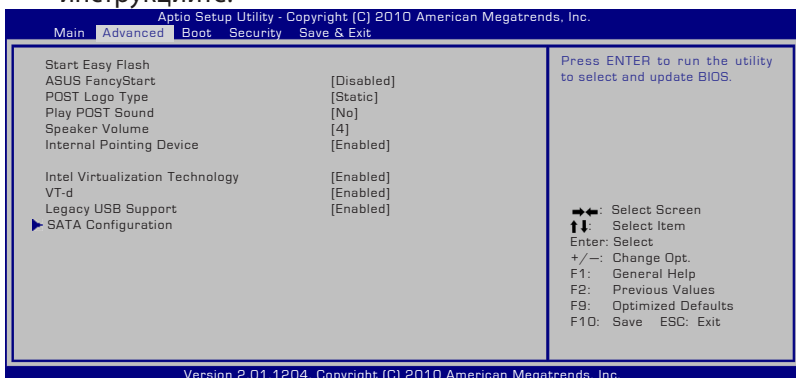 инструкциите.
Aptio Setup Utility - Copyright (C) 2010 American Megatrends, Inc.
Main Advanced Boot Security Save & Exit
Start Easy Flash
ASUS FancyStart [Disabled]
POST Logo Type [Static]
Play POST Sound [No]
Speaker Volume [4]
Internal Pointing Device [Enabled]
Intel Virtualization Technology [Enabled]
VT-d [Enabled]
Legacy USB Support [Enabled]
SATA Configuration
Press ENTER to run the utility
to select and update BIOS.
→←: Select Screen
↑↓: Select Item
Enter: Select
+/—: Change Opt.
F1: General Help
F2: Previous Values
F9: Optimized Defaults
F10: Save ESC: Exit
Version 2.01.1204. Copyright (C) 2010 American Megatrends, Inc.